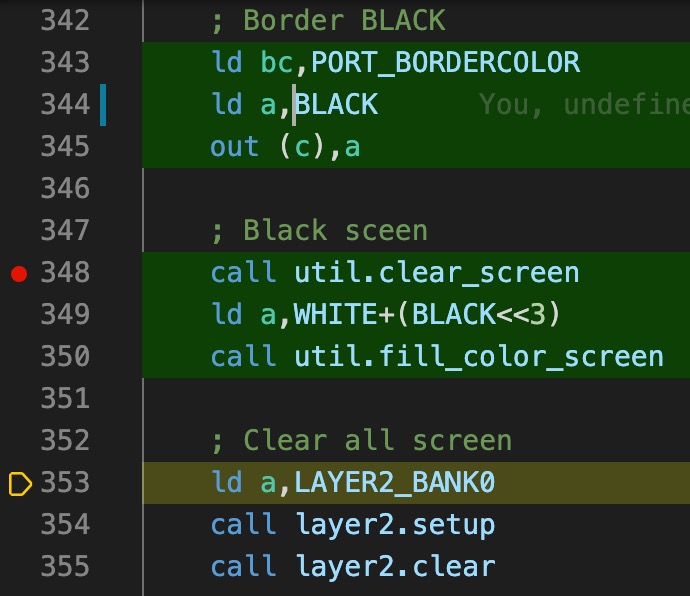 342 ; Border BLACK
343 ld bc,PORT_BORDERCOLOR
344 ld a,BLACK You, undefine
345 out (c),a
346
347 ; Black sceen
348 call util.clear_screen
349 ld a,WHITE+(BLACK<<3)
350 call util.fill_color_screen
351
352 ; Clear all screen
353 ld a,LAYER2_BANK0
354 call layer2.setup
355 call layer2.clear